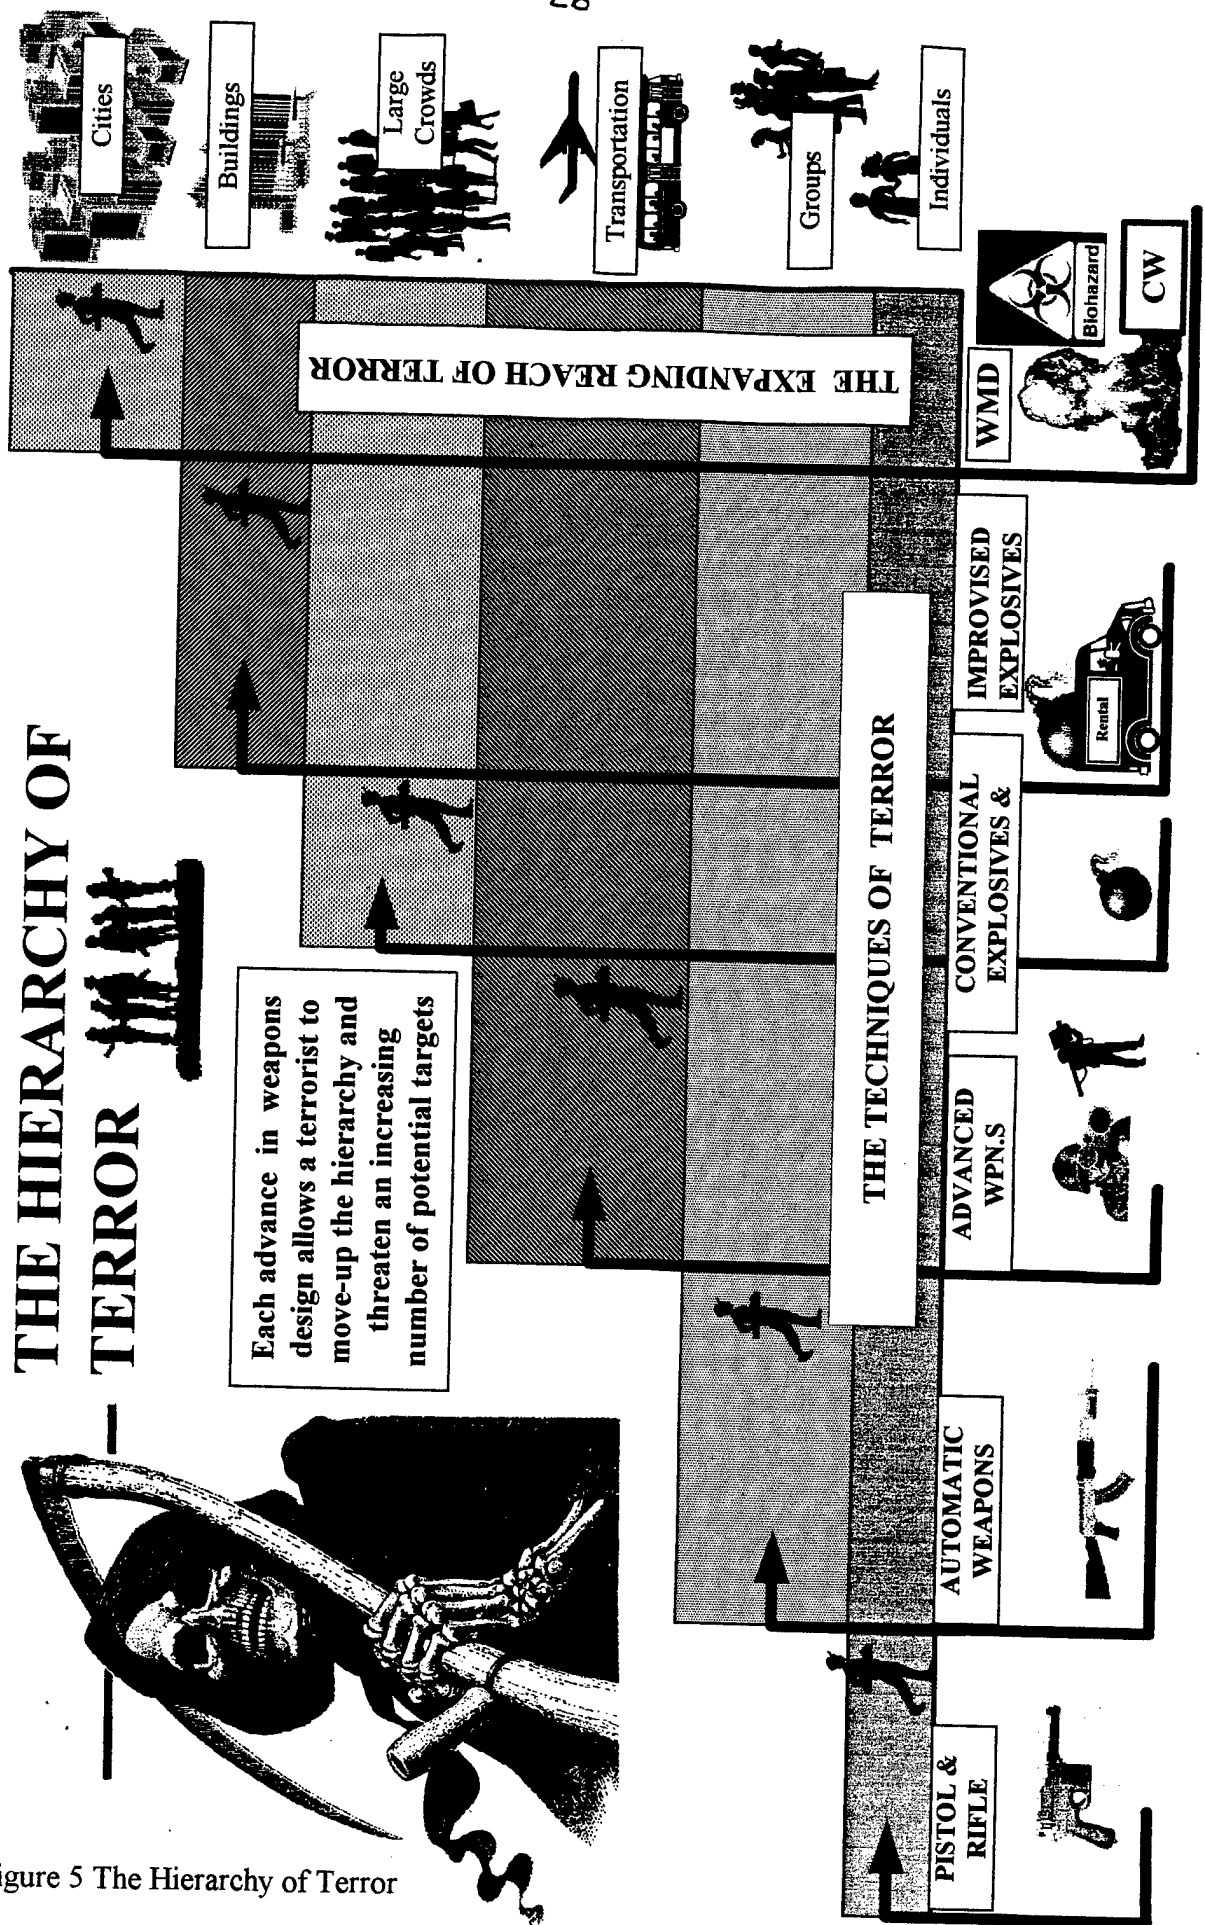 28
THE HIERARCHY OF
TERROR
Each advance in weapons
design allows a terrorist to
move-up the hierarchy and
threaten an increasing
number of potential targets
Cities
Buildings
Large
Crowds
Transportation
Groups
Individuals
THE EXPANDING REACH OF TERROR
THE TECHNIQUES OF TERROR
PISTOL &
RIFLE
AUTOMATIC
WEAPONS
ADVANCED
WPN.S
CONVENTIONAL
EXPLOSIVES &
IMPROVISED
EXPLOSIVES
Rental
WMD
Biohazard
CW
igure 5 The Hierarchy of Terror